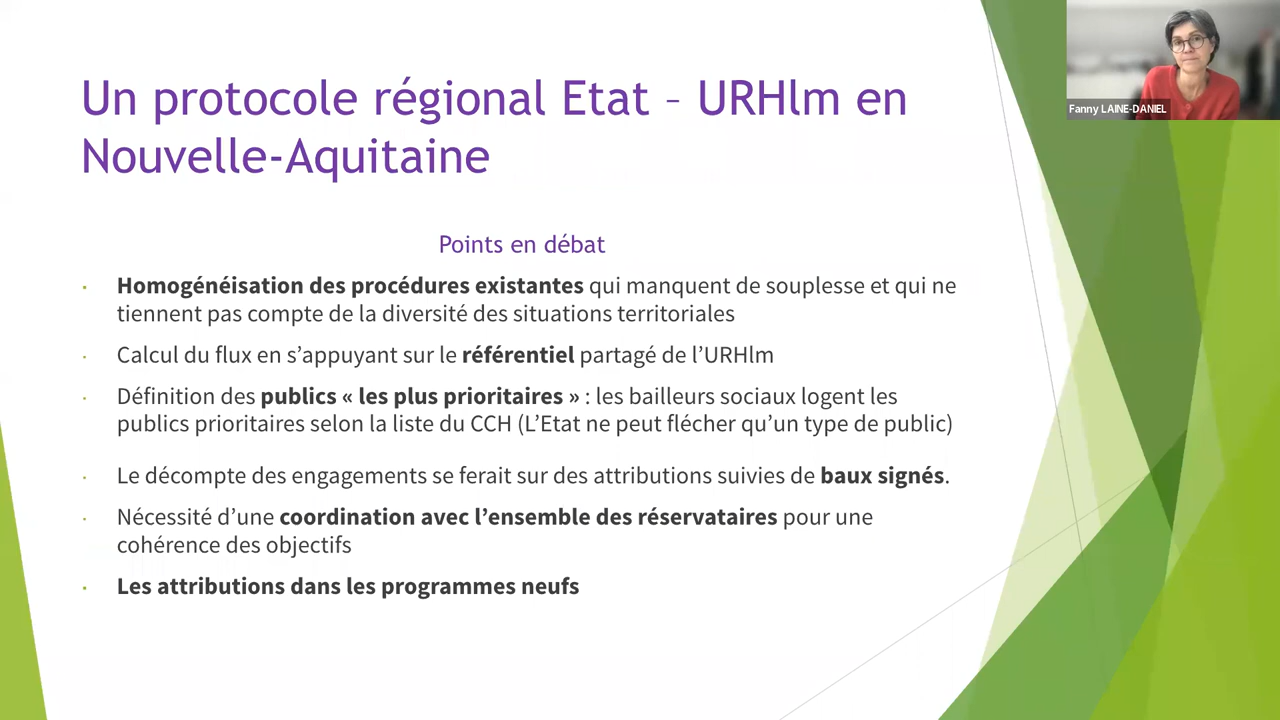 Un protocole régional Etat – URHlm en
Nouvelle-Aquitaine
Points en débat
· Homogénéisation des procédures existantes qui manquent de souplesse et qui ne
tiennent pas compte de la diversité des situations territoriales
· Calcul du flux en s’appuyant sur le référentiel partagé de l’URHlm
· Définition des publics « les plus prioritaires » : les bailleurs sociaux logent les
publics prioritaires selon la liste du CCH (L’Etat ne peut flécher qu’un type de public)
· Le décompte des engagements se ferait sur des attributions suivies de baux signés.
· Nécessité d’une coordination avec l’ensemble des réservataires pour une
cohérence des objectifs
· Les attributions dans les programmes neufs
Fanny LAINE-DANIEL